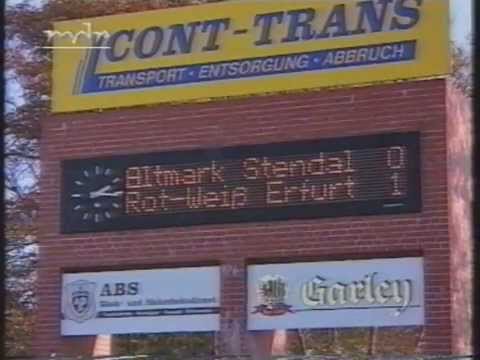 mdr
CONT-TRANS
TRANSPORT · ENTSORGUNG · ABBRUCH
Altmark Stendal 0
Rot-Weiß Erfurt 1
ABS
Garley